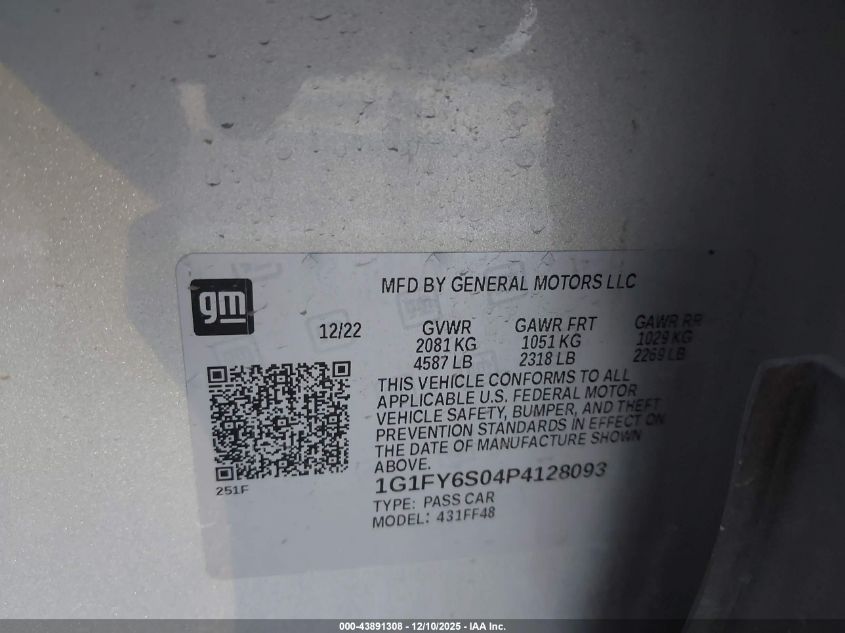 gm
MFD BY GENERAL MOTORS LLC
12/22
GVWR GAWR FRT GAWR RR
2081 KG 1051 KG 1029 KG
4587 LB 2318 LB 2269 LB
THIS VEHICLE CONFORMS TO ALL
APPLICABLE U.S. FEDERAL MOTOR
VEHICLE SAFETY, BUMPER, AND THEFT
PREVENTION STANDARDS IN EFFECT ON
THE DATE OF MANUFACTURE SHOWN
ABOVE.
251F
1G1FY6S04P4128093
TYPE: PASS CAR
MODEL: 431FF48
000-43891308 - 12/10/2025 - IAA Inc.